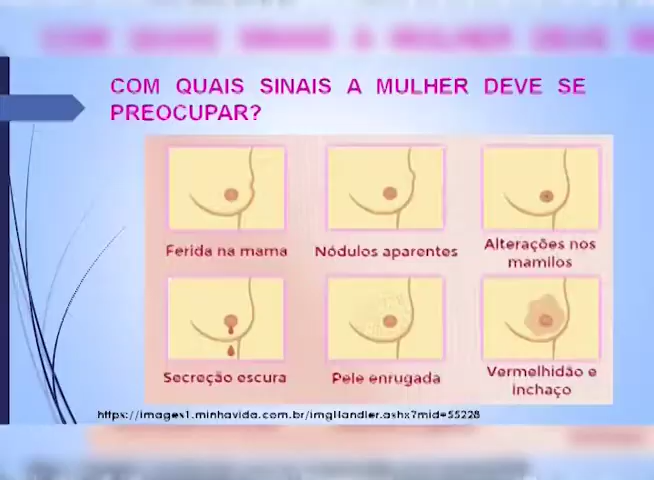 COM QUAIS SINAIS A MULHER DEVE SE
PREOCUPAR?
Ferida na mama
Nódulos aparentes
Alterações nos
mamilos
Secreção escura
Pele enrugada
Vermelhidão e
inchaço
https://images1.minhavida.com.br/imgHandler.ashx?mid=55228